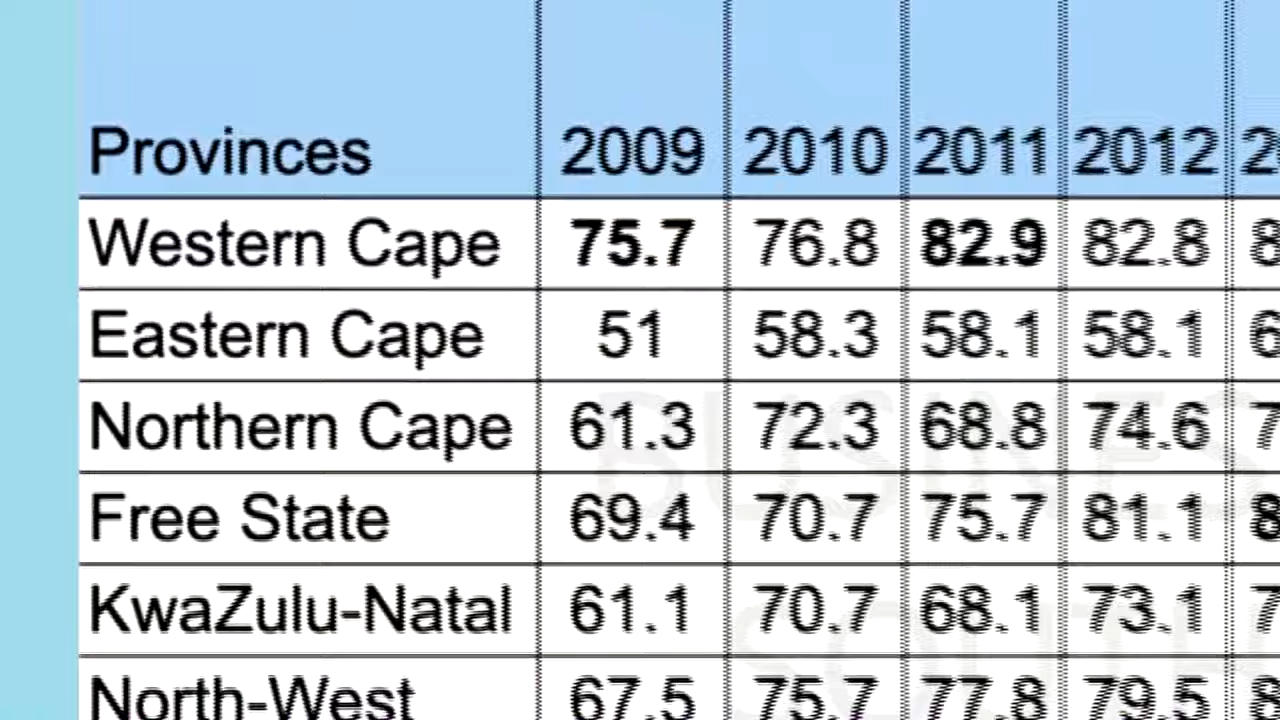 Provinces 2009 2010 2011 2012
Western Cape 75.7 76.8 82.9 82.8
Eastern Cape 51 58.3 58.1 58.1
Northern Cape 61.3 72.3 68.8 74.6
Free State 69.4 70.7 75.7 81.1
KwaZulu-Natal 61.1 70.7 68.1 73.1
North-West 67.5 75.7 77.8 79.5